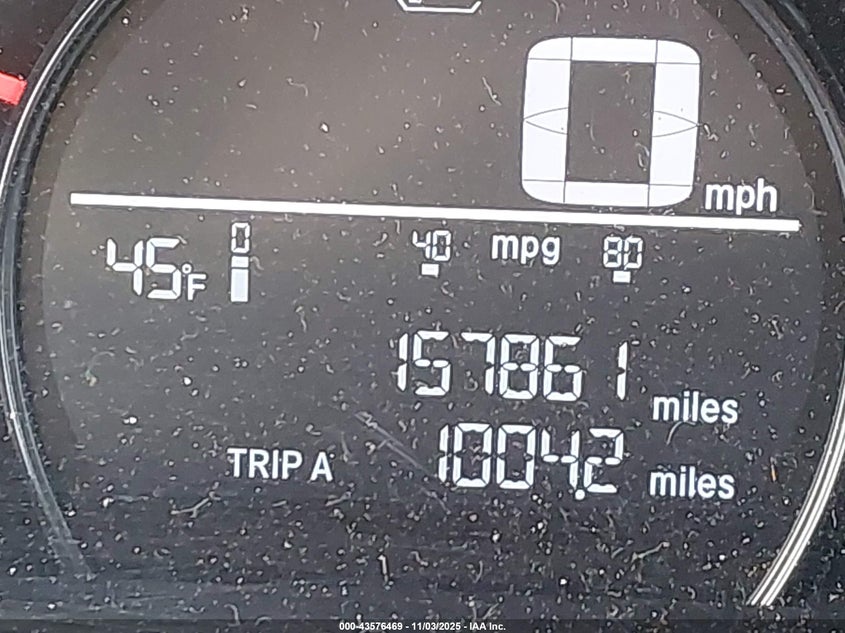 0 mph
45°F 0 40 mpg 80
157861 miles
TRIP A 1004.2 miles
000-43576469 - 11/03/2025 - IAA Inc.